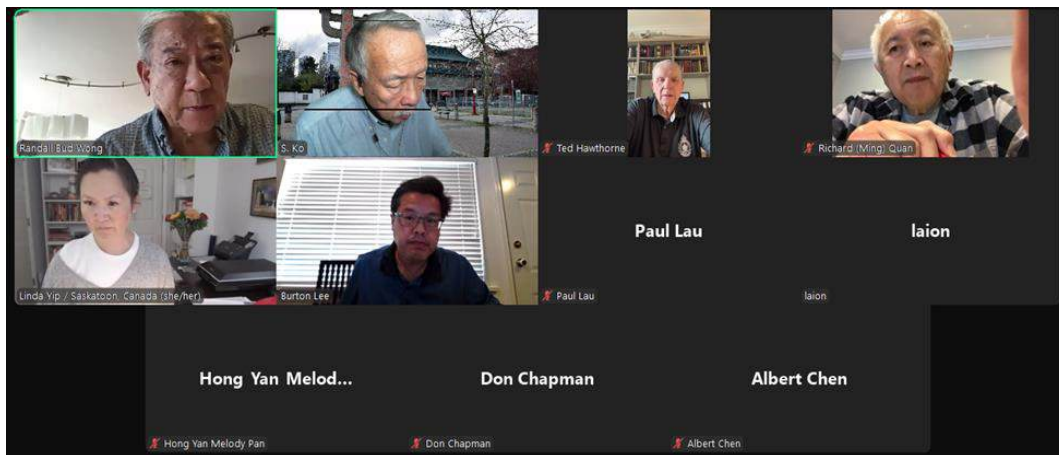 Randall Bud Wong
S. Ko
Ted Hawthorne
Richard (Ming) Quan
Linda Yip / Saskatoon, Canada (she/her)
Burton Lee
Paul Lau
Paul Lau
laion
laion
Hong Yan Melod...
Hong Yan Melody Pan
Don Chapman
Don Chapman
Albert Chen
Albert Chen